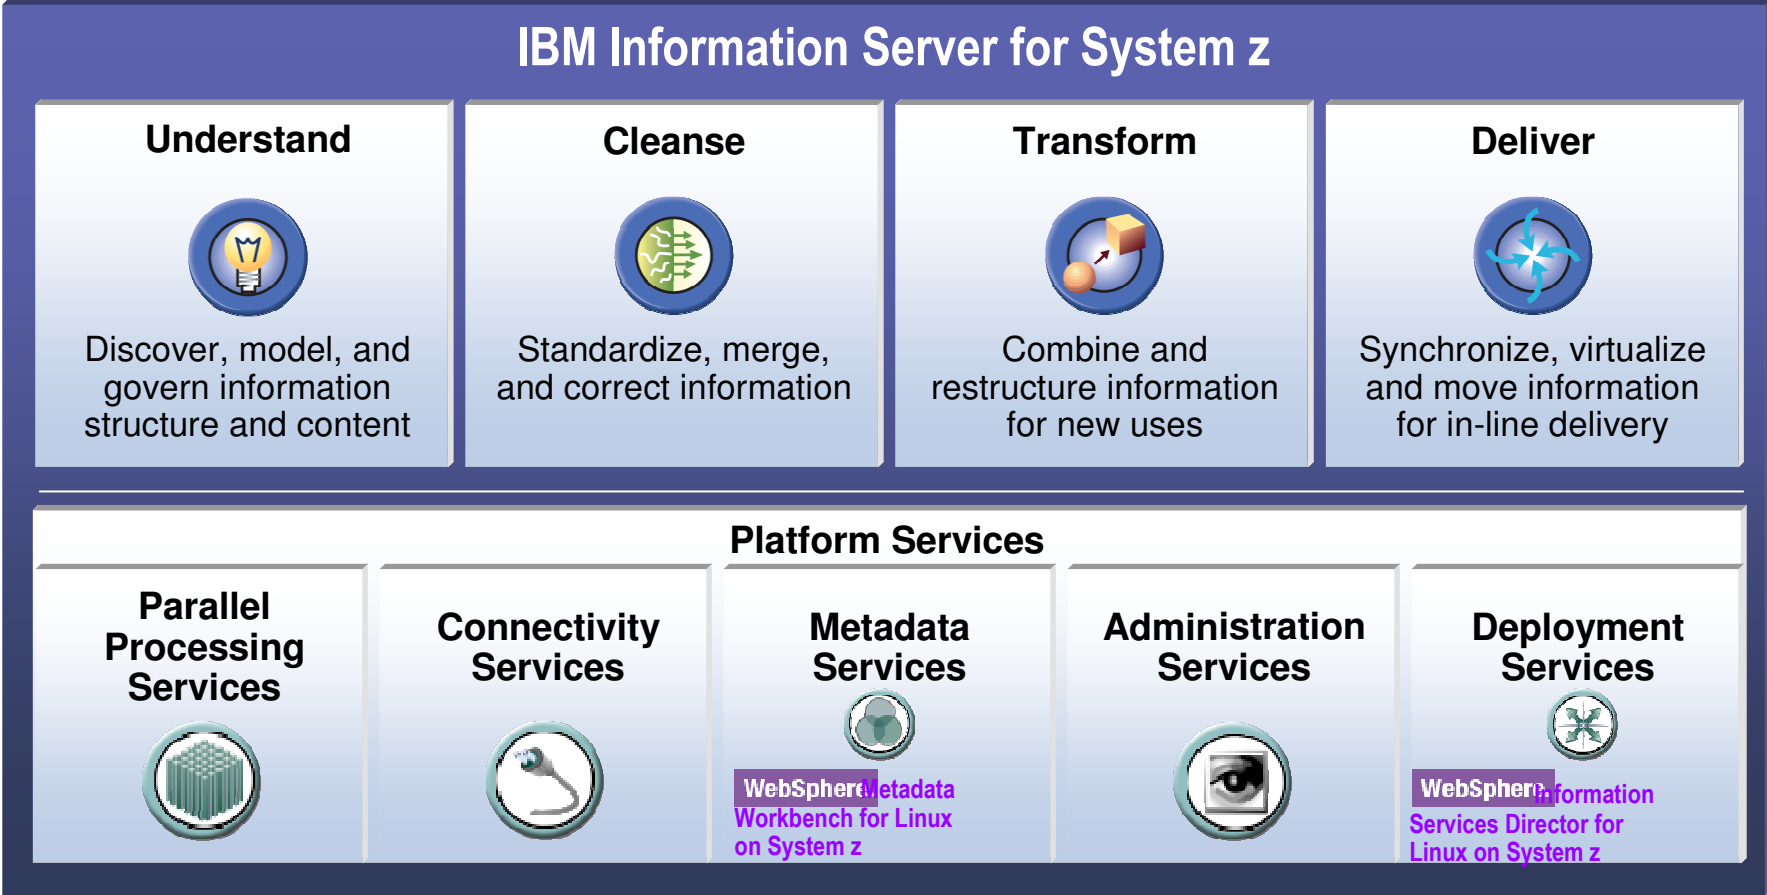 IBM Information Server for System z
Understand
Discover, model, and
govern information
structure and content
Cleanse
Standardize, merge,
and correct information
Transform
Combine and
restructure information
for new uses
Deliver
Synchronize, virtualize
and move information
for in-line delivery
Platform Services
Parallel
Processing
Services
Connectivity
Services
Metadata
Services
WebSphere Metadata
Workbench for Linux
on System z
Administration
Services
Deployment
Services
WebSphere Information
Services Director for
Linux on System z